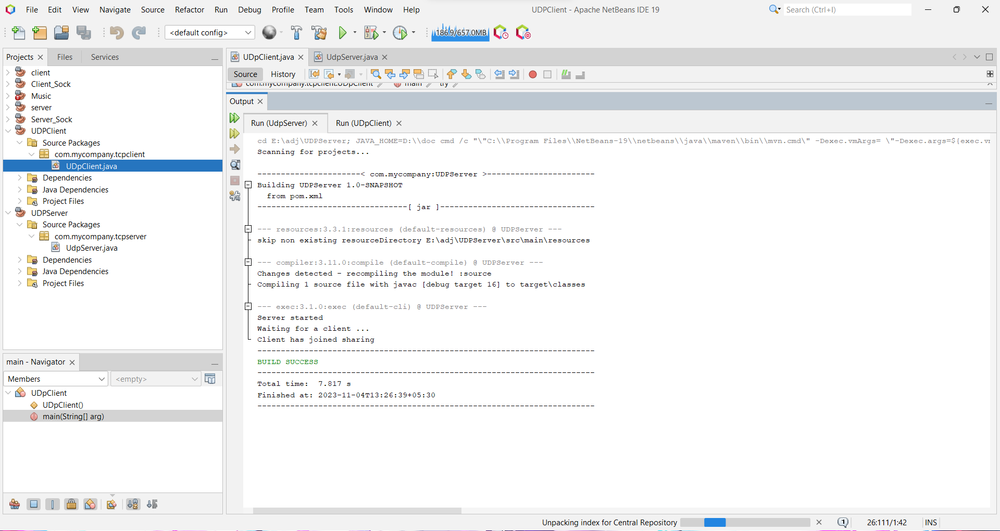 File Edit View Navigate Source Refactor Run Debug Profile Team Tools Window Help
UDPClient - Apache NetBeans IDE 19
Search (Ctrl+I)
<default config>
186.9/657.0MB
Projects Files Services
client
Client_Sock
Music
server
Server_Sock
UDPClient
Source Packages
com.mycompany.tcpclient
UDpClient.java
Dependencies
Java Dependencies
Project Files
UDPServer
Source Packages
com.mycompany.tcpserver
UdpServer.java
Dependencies
Java Dependencies
Project Files
main - Navigator
Members <empty>
UDpClient
UDpClient()
main(String[] arg)
UDpClient.java UdpServer.java
Source History
com.mycompany.tcpclient.UDpClient main try
Output
Run (UdpServer) Run (UDPClient)
cd E:\adj\UDPServer; JAVA_HOME=D:\\doc cmd /c "\"C:\\Program Files\\NetBeans-19\\netbeans\\java\\maven\\bin\\mvn.cmd\" -Dexec.vmArgs= \"-Dexec.args=${exec.vm
Scanning for projects...
----------------------< com.mycompany:UDPServer >-----------------------
Building UDPServer 1.0-SNAPSHOT
from pom.xml
--------------------------------[ jar ]---------------------------------
--- resources:3.3.1:resources (default-resources) @ UDPServer ---
skip non existing resourceDirectory E:\adj\UDPServer\src\main\resources
--- compiler:3.11.0:compile (default-compile) @ UDPServer ---
Changes detected - recompiling the module! :source
Compiling 1 source file with javac [debug target 16] to target\classes
--- exec:3.1.0:exec (default-cli) @ UDPServer ---
Server started
Waiting for a client ...
Client has joined sharing
------------------------------------------------------------------------
BUILD SUCCESS
------------------------------------------------------------------------
Total time:  7.817 s
Finished at: 2023-11-04T13:26:39+05:30
------------------------------------------------------------------------
Unpacking index for Central Repository
1
26:111/1:42
INS